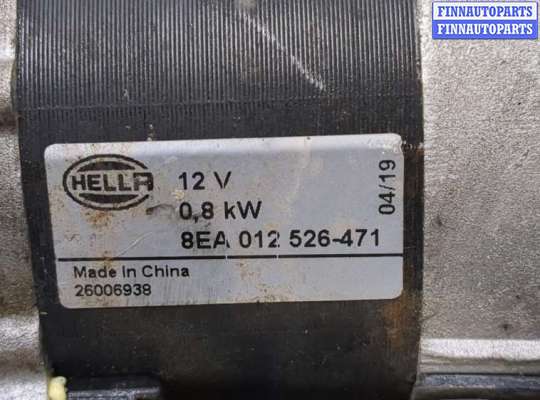 FINNAUTOPARTS
FINNAUTOPARTS
HELLA
12 V
0,8 kW
8EA 012 526-471
04/19
Made In China
26006938